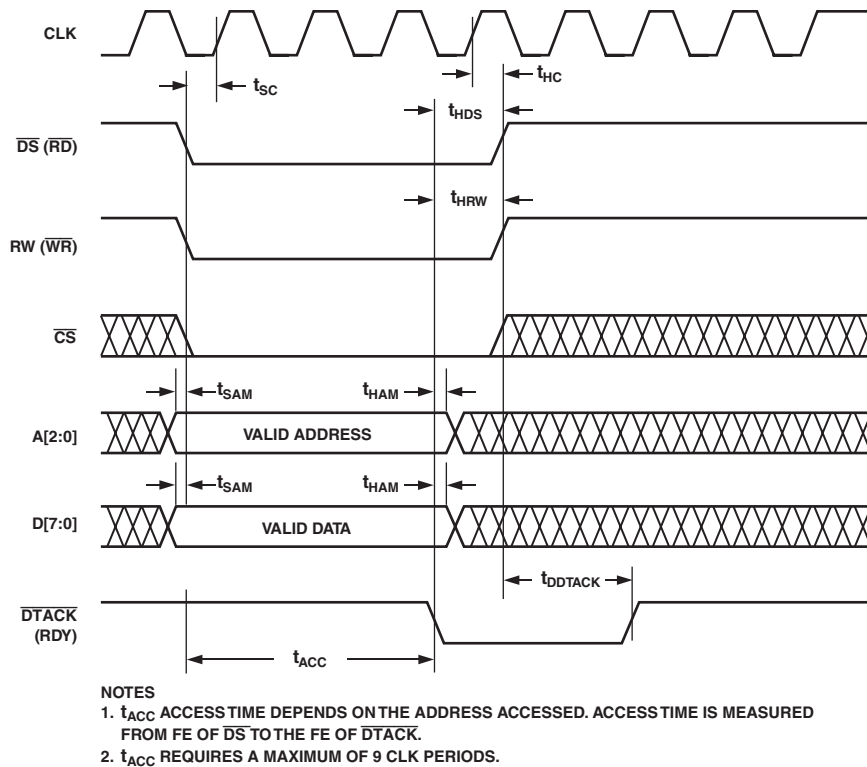 CLK
tSC
tHC
tHDS
DS (RD)
tHRW
RW (WR)
CS
tSAM
tHAM
A[2:0]
VALID ADDRESS
tSAM
tHAM
D[7:0]
VALID DATA
tDDTACK
DTACK
(RDY)
tACC
NOTES
1. tACC ACCESS TIME DEPENDS ON THE ADDRESS ACCESSED. ACCESS TIME IS MEASURED
FROM FE OF DS TO THE FE OF DTACK.
2. tACC REQUIRES A MAXIMUM OF 9 CLK PERIODS.